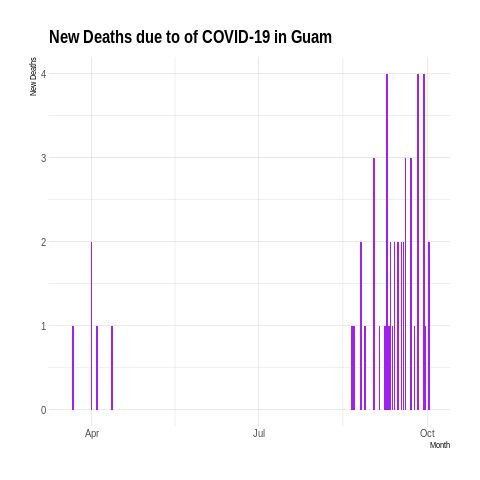 New Deaths due to of COVID-19 in Guam
New Deaths
4
3
2
1
0
Apr
Jul
Oct
Month